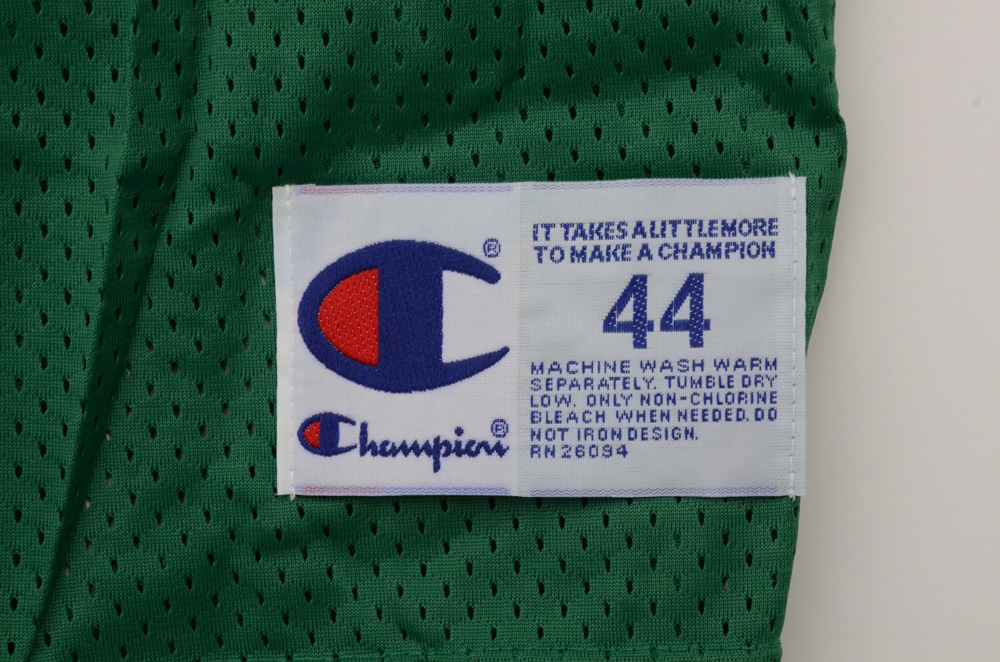 ®
Champion®
IT TAKES A LITTLE MORE
TO MAKE A CHAMPION
44
MACHINE WASH WARM
SEPARATELY. TUMBLE DRY
LOW. ONLY NON-CHLORINE
BLEACH WHEN NEEDED. DO
NOT IRON DESIGN.
RN 26094